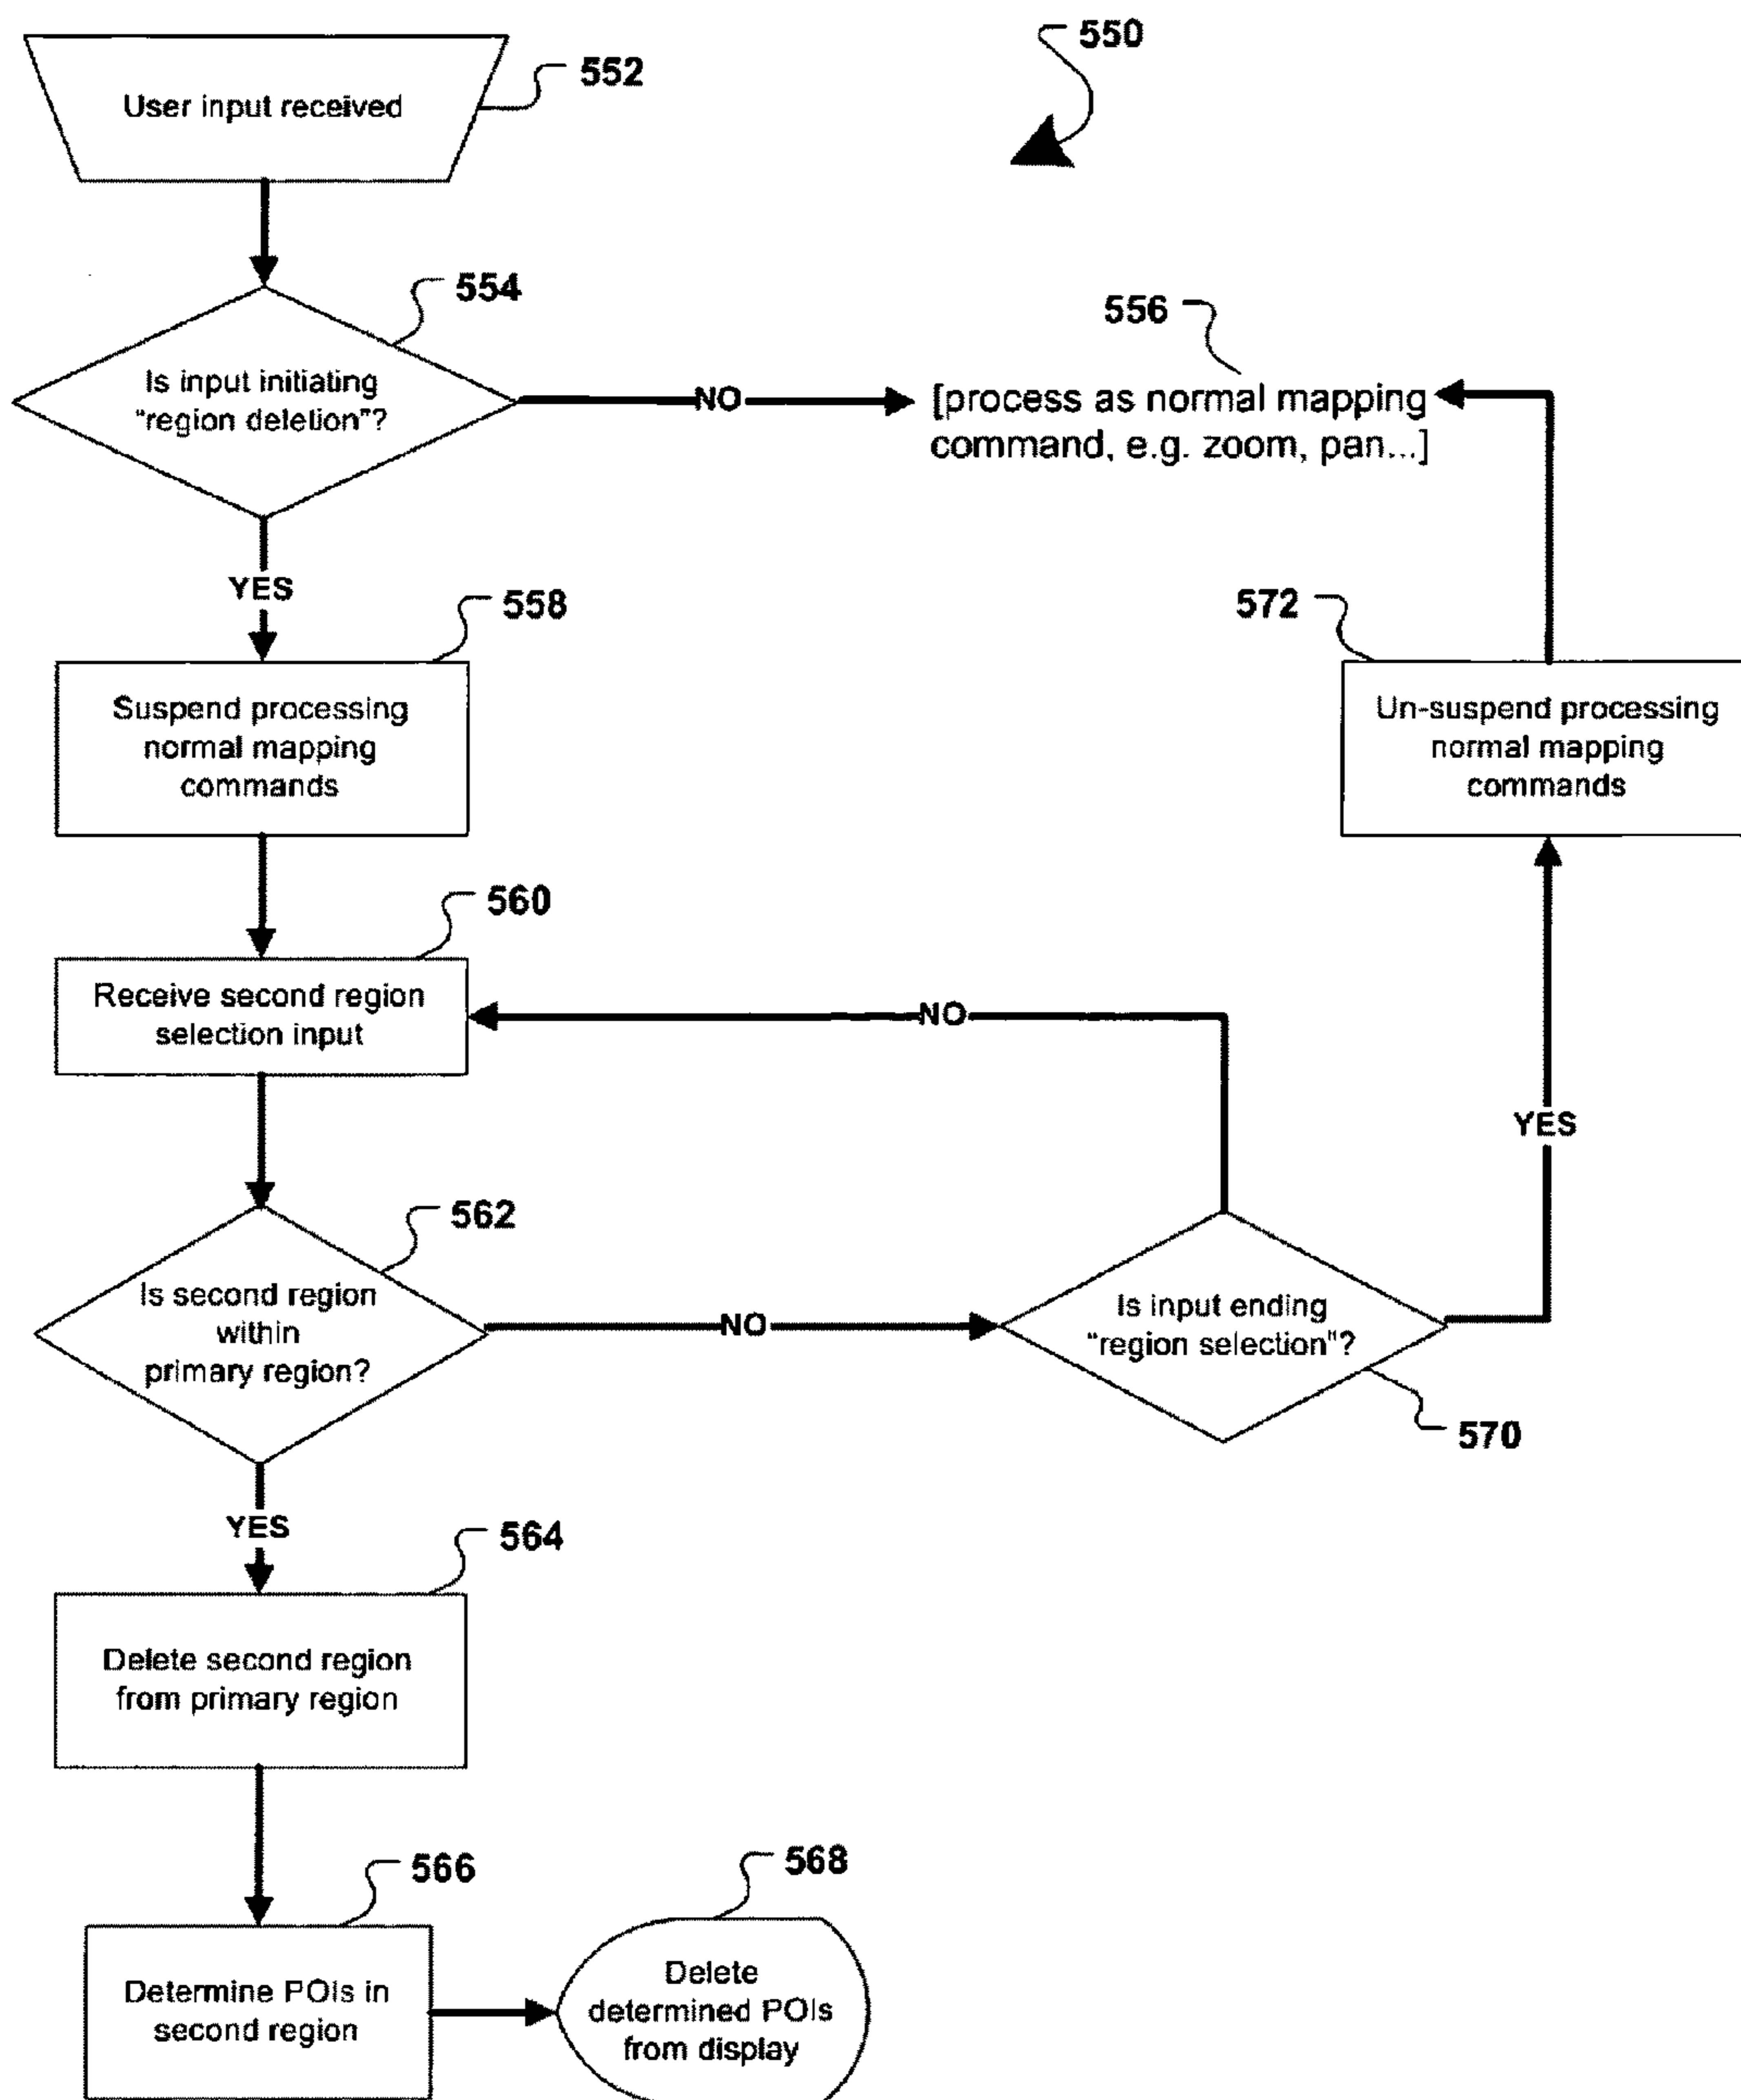 550
552
User input received
554
Is input initiating
"region deletion"?
NO
556
[process as normal mapping
command, e.g. zoom, pan...]
YES
558
Suspend processing
normal mapping
commands
572
Un-suspend processing
normal mapping
commands
560
Receive second region
selection input
NO
YES
562
Is second region
within
primary region?
NO
Is input ending
"region selection"?
570
YES
564
Delete second region
from primary region
566
Determine POIs in
second region
568
Delete
determined POIs
from display